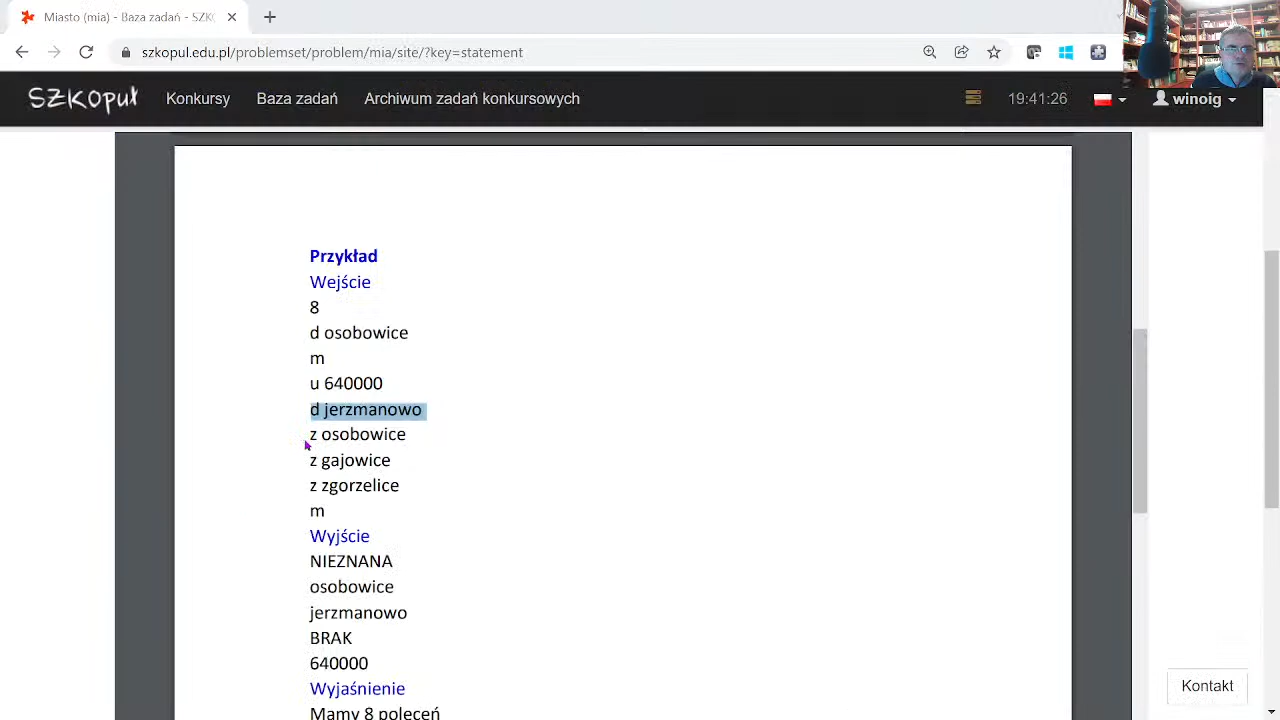 Miasto (mia) - Baza zadań - SZK
szkopul.edu.pl/problemset/problem/mia/site/?key=statement
SZKOPUŁ Konkursy Baza zadań Archiwum zadań konkursowych 19:41:26 winoig
Przykład
Wejście
8
d osobowice
m
u 640000
d jerzmanowo
z osobowice
z gajowice
z zgorzelice
m
Wyjście
NIEZNANA
osobowice
jerzmanowo
BRAK
640000
Wyjaśnienie
Mamy 8 poleceń
Kontakt